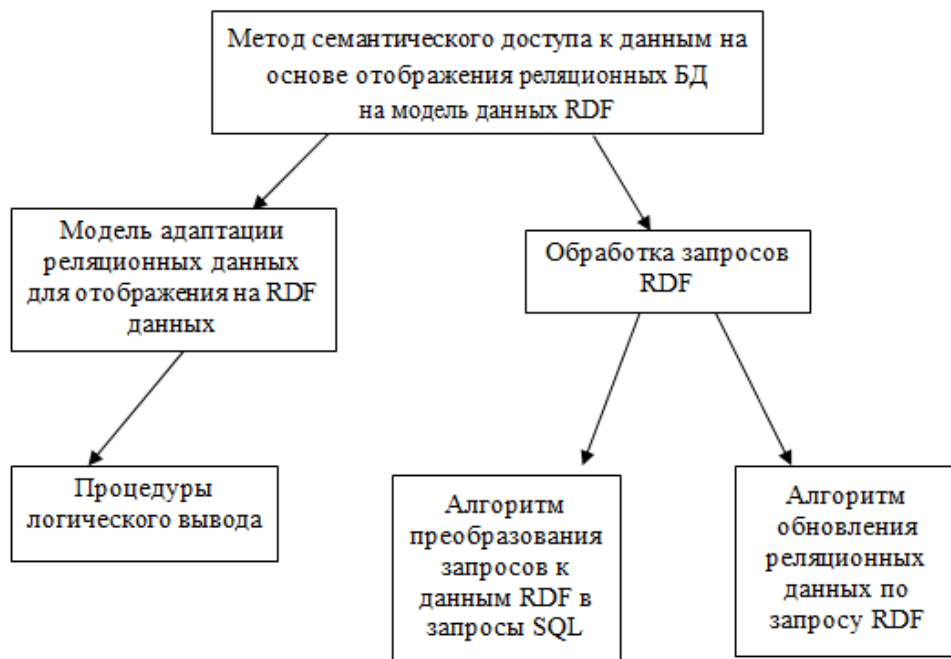 Метод семантического доступа к данным на
основе отображения реляционных БД
на модель данных RDF
Модель адаптации
реляционных данных
для отображения на RDF
данных
Обработка запросов
RDF
Процедуры
логического вывода
Алгоритм
преобразования
запросов к
данным RDF в
запросы SQL
Алгоритм
обновления
реляционных
данных по
запросу RDF